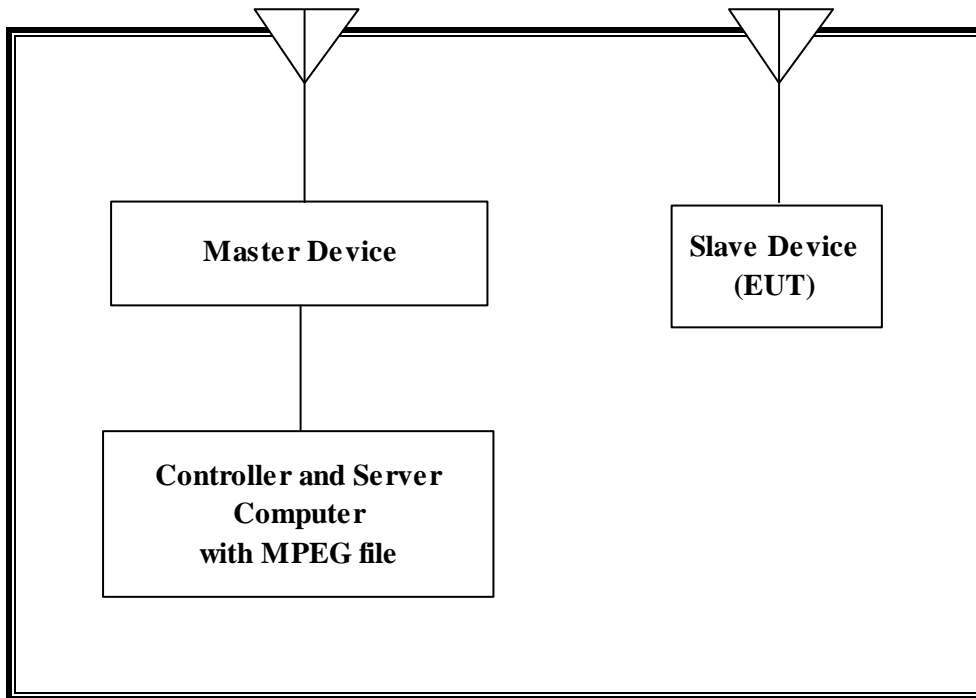 Master Device
Slave Device
(EUT)
Controller and Server
Computer
with MPEG file